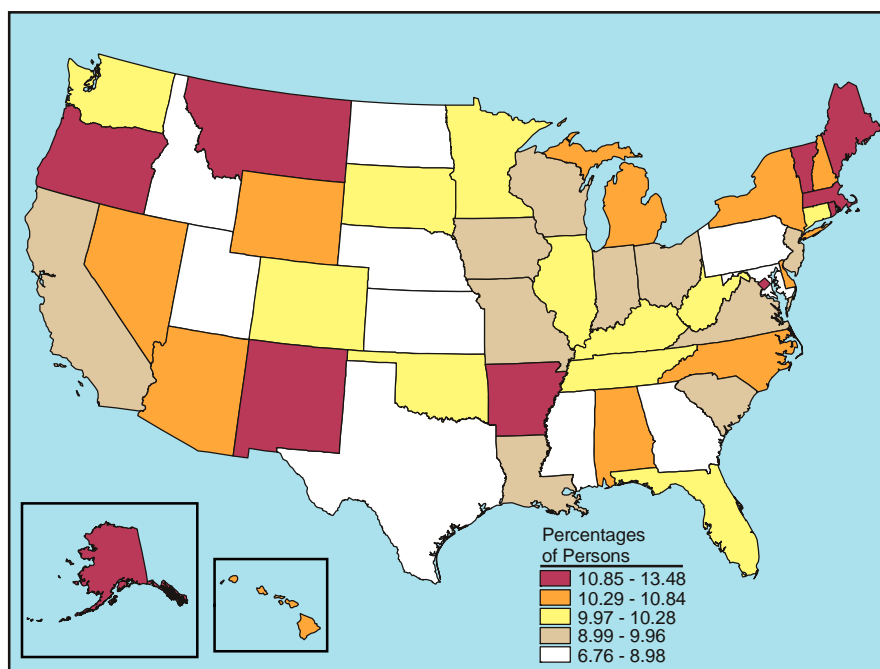 Percentages
of Persons
10.85 - 13.48
10.29 - 10.84
9.97 - 10.28
8.99 - 9.96
6.76 - 8.98